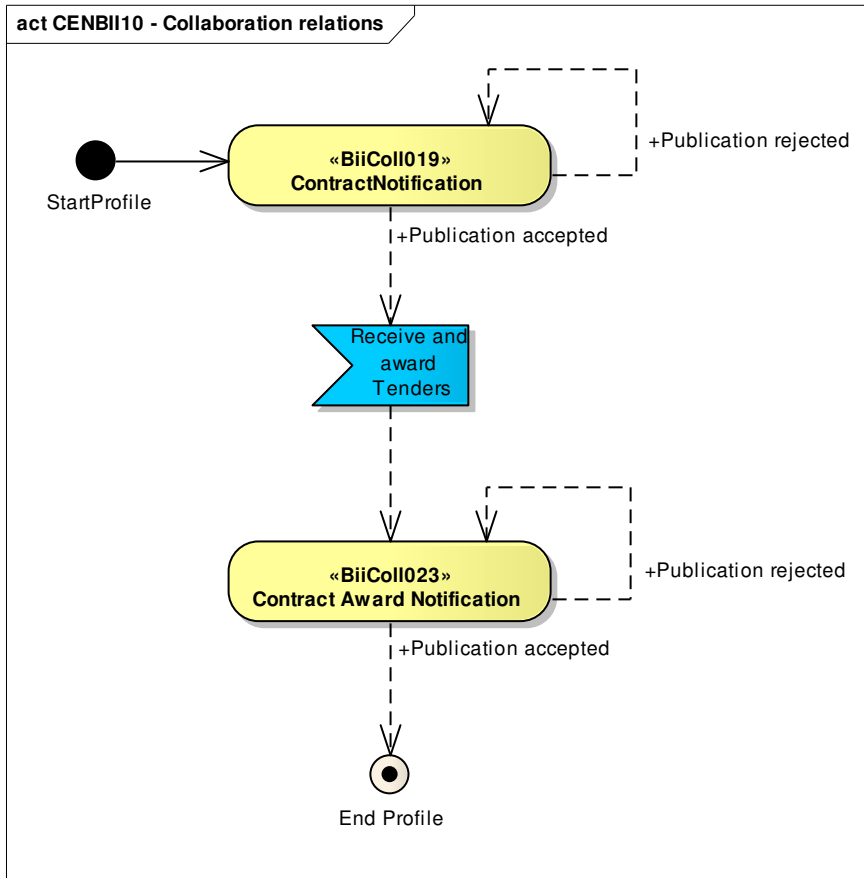 act CENBII10 - Collaboration relations
+Publication rejected
«BiiColl019»
ContractNotification
StartProfile
+Publication accepted
Receive and
award
Tenders
+Publication rejected
«BiiColl023»
Contract Award Notification
+Publication accepted
End Profile